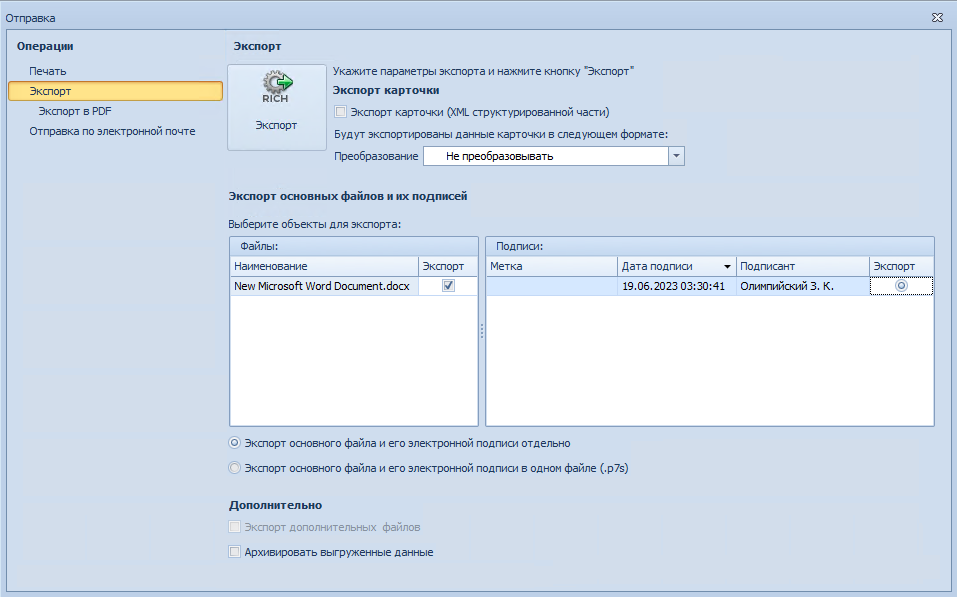 Отправка
Операции
Печать
Экспорт
Экспорт в PDF
Отправка по электронной почте
Экспорт
RICH
Экспорт
Укажите параметры экспорта и нажмите кнопку "Экспорт"
Экспорт карточки
Экспорт карточки (XML структурированной части)
Будут экспортированы данные карточки в следующем формате:
Преобразование Не преобразовывать
Экспорт основных файлов и их подписей
Выберите объекты для экспорта:
Файлы:
Наименование Экспорт
New Microsoft Word Document.docx
Подписи:
Метка Дата подписи Подписант Экспорт
19.06.2023 03:30:41 Олимпийский З. К.
Экспорт основного файла и его электронной подписи отдельно
Экспорт основного файла и его электронной подписи в одном файле (.p7s)
Дополнительно
Экспорт дополнительных файлов
Архивировать выгруженные данные